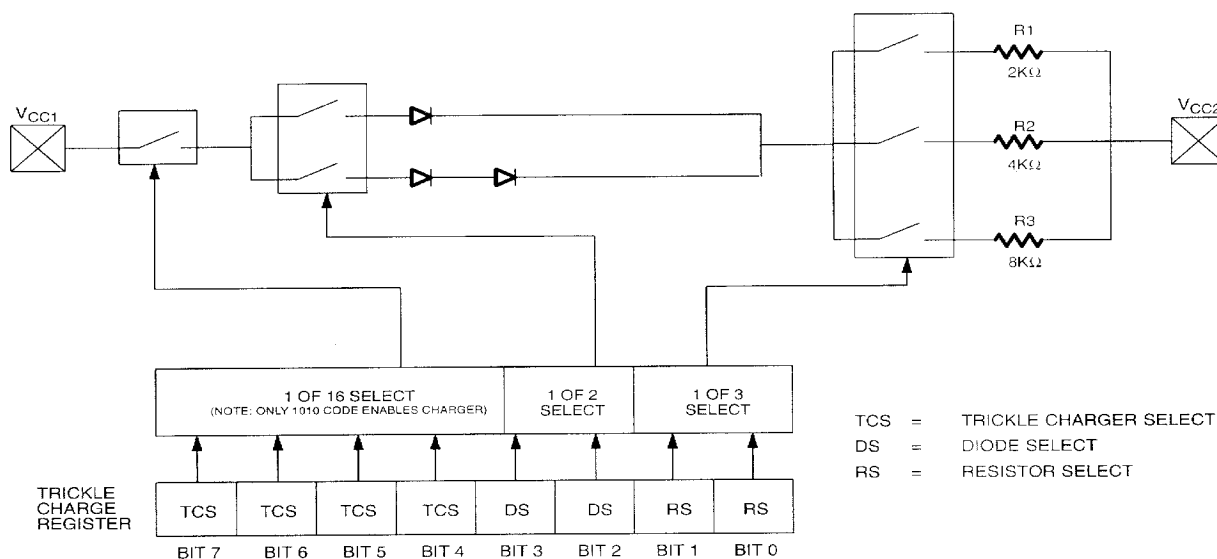 R1
2KΩ
VCC1
VCC2
R2
4KΩ
R3
8KΩ
1 OF 16 SELECT
(NOTE: ONLY 1010 CODE ENABLES CHARGER)
1 OF 2
SELECT
1 OF 3
SELECT
TCS = TRICKLE CHARGER SELECT
DS = DIODE SELECT
RS = RESISTOR SELECT
TRICKLE
CHARGE
REGISTER
TCS TCS TCS TCS DS DS RS RS
BIT 7 BIT 6 BIT 5 BIT 4 BIT 3 BIT 2 BIT 1 BIT 0